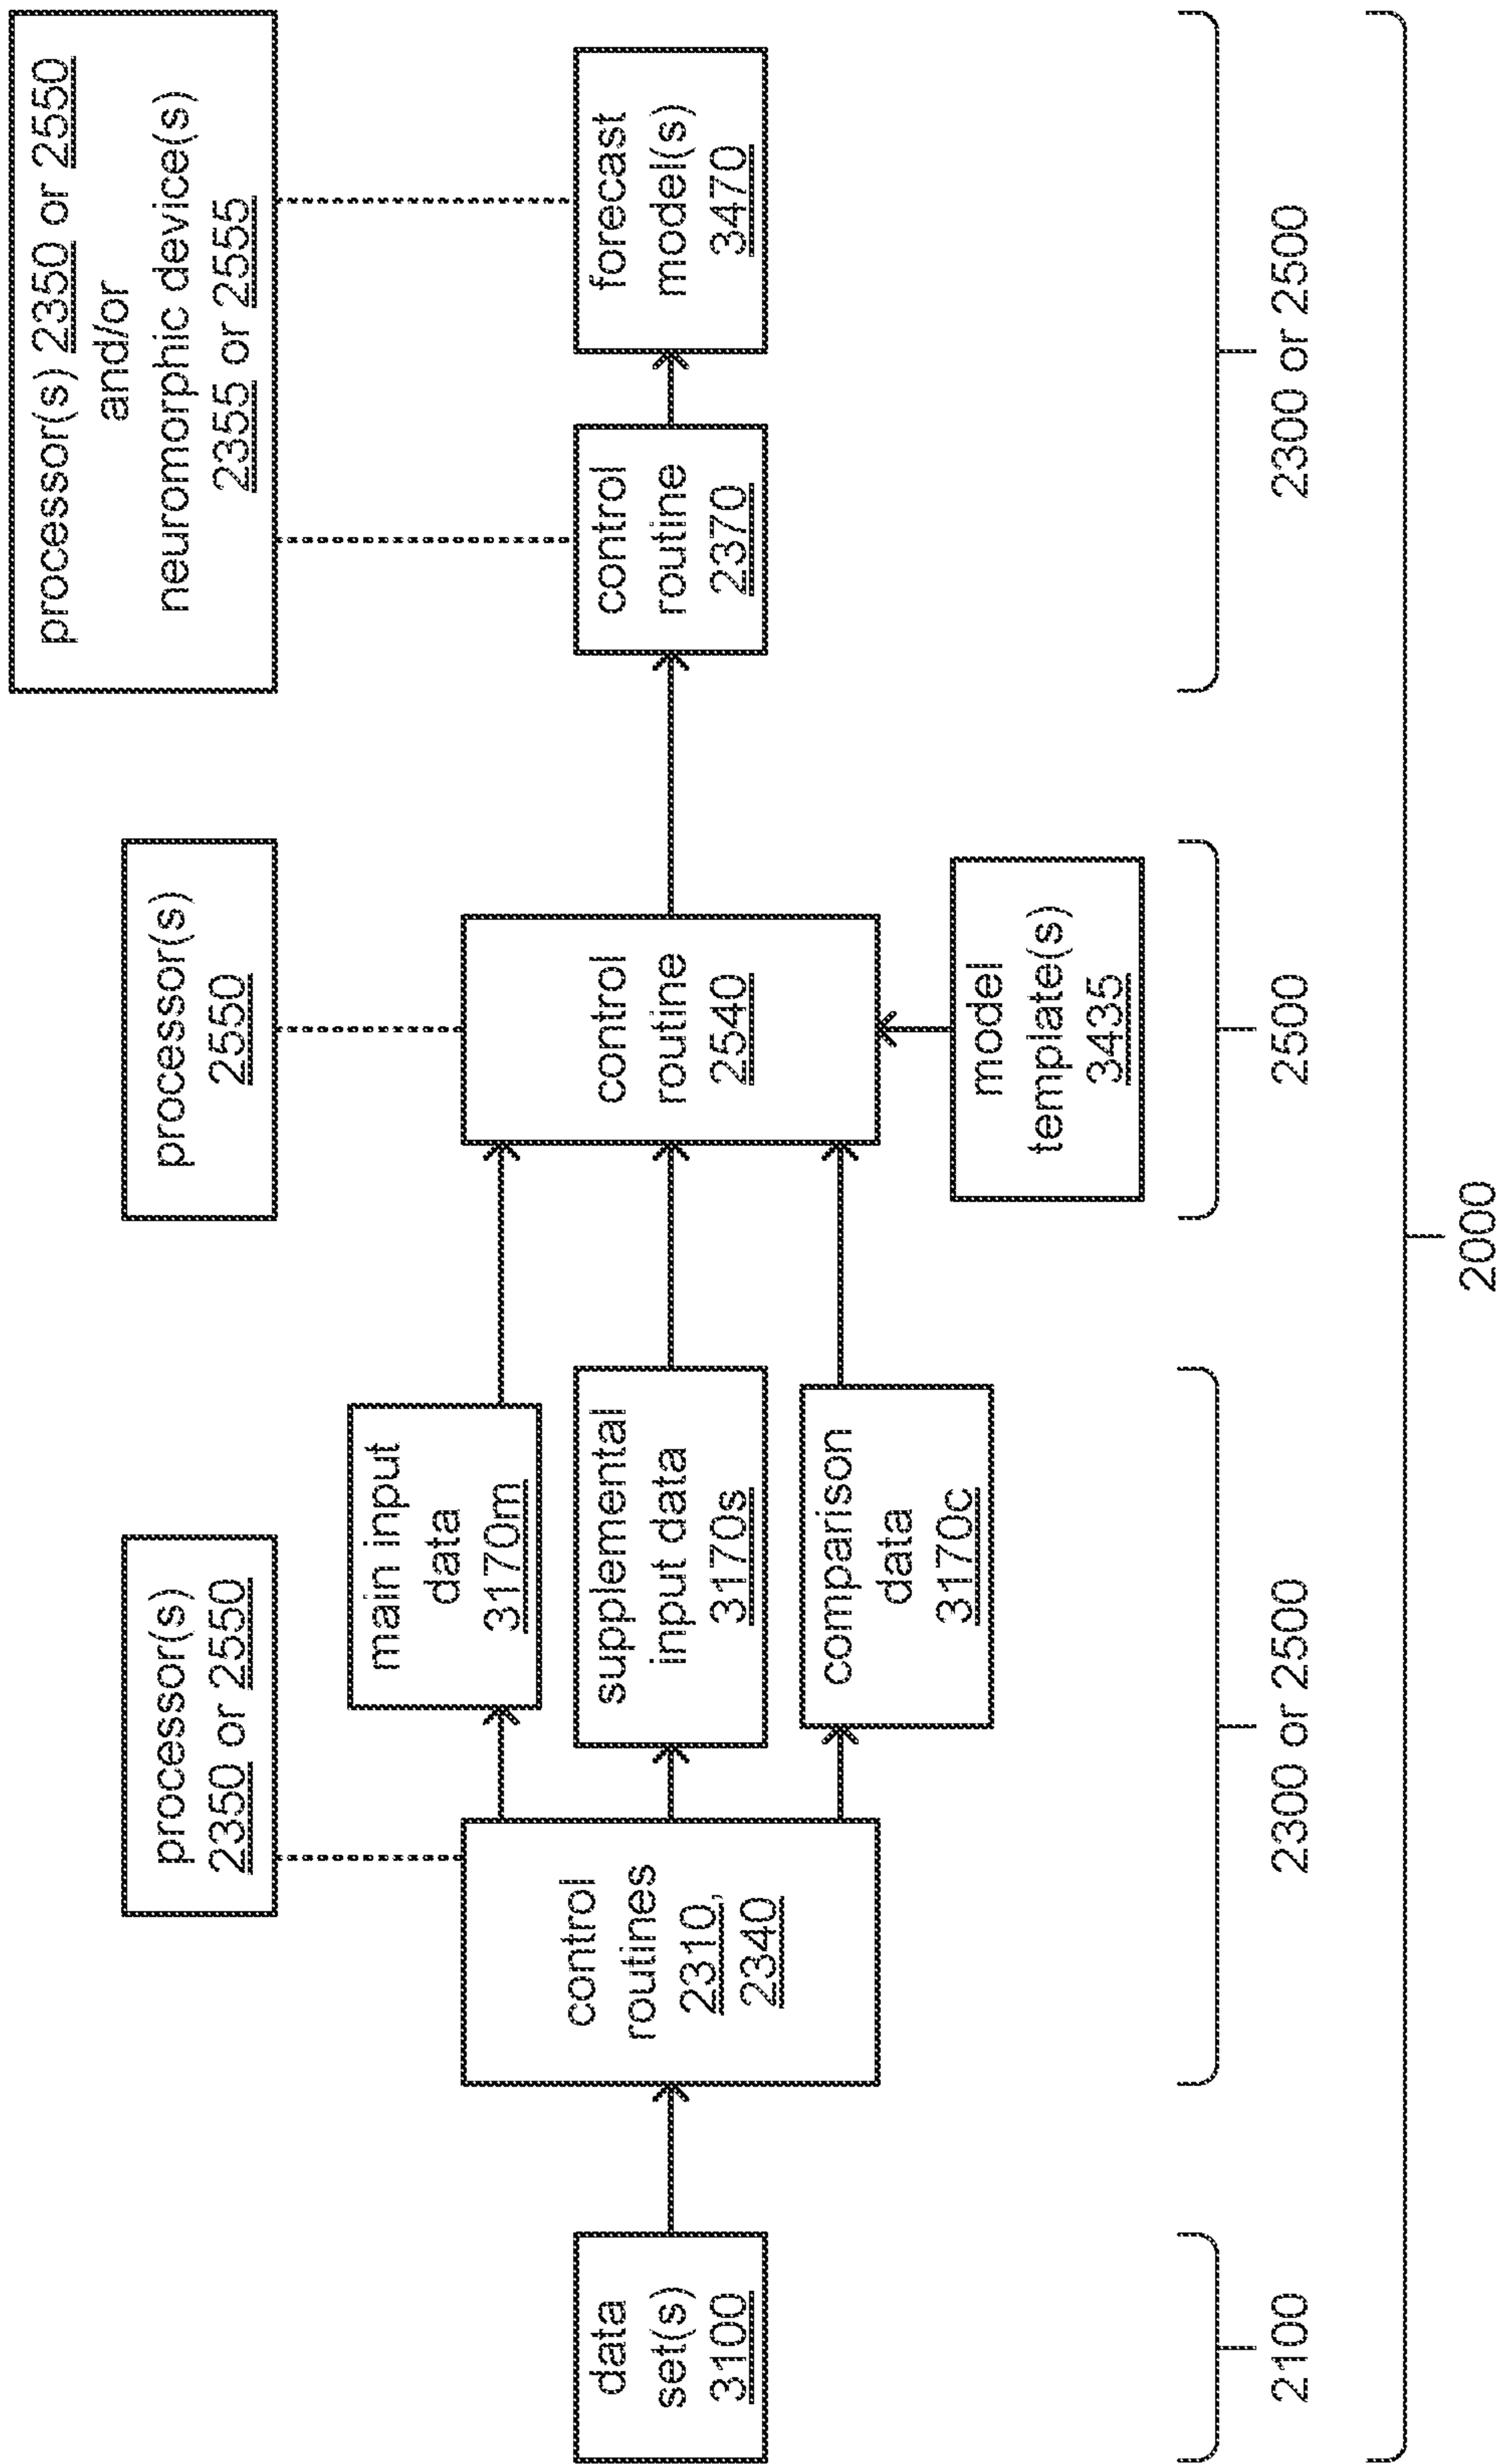 processor(s)
2350 or 2550
processor(s)
2550
processor(s) 2350 or 2550
and/or
neuromorphic device(s)
2355 or 2555
data
set(s)
3100
control
routines
2310,
2340
main input
data
3170m
supplemental
input data
3170s
comparison
data
3170c
control
routine
2540
model
template(s)
3435
control
routine
2370
forecast
model(s)
3470
2100
2300 or 2500
2500
2300 or 2500
2000